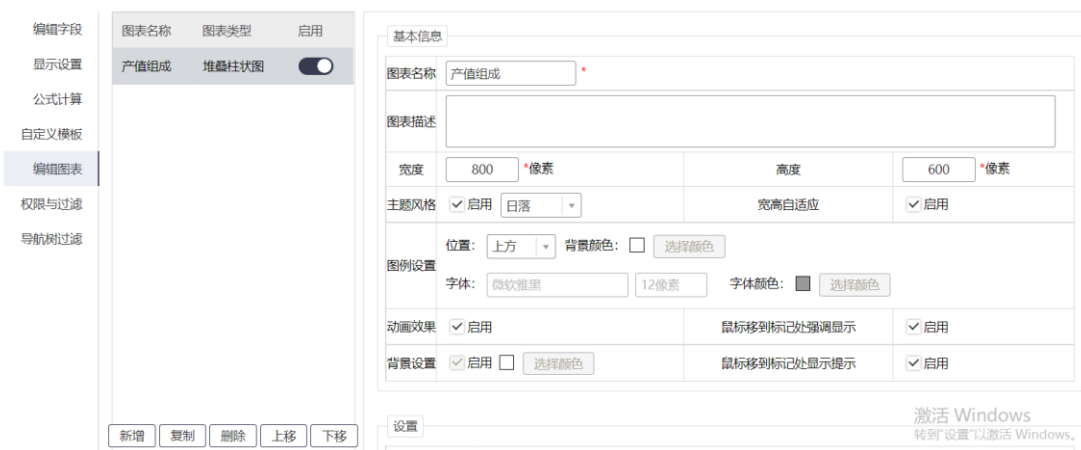 编辑字段
显示设置
公式计算
自定义模板
编辑图表
权限与过滤
导航树过滤
图表名称 图表类型 启用
产值组成 堆叠柱状图
新增 复制 删除 上移 下移
基本信息
图表名称 产值组成 *
图表描述
宽度 800 *像素 高度 600 *像素
主题风格 启用 日落 宽高自适应 启用
图例设置
位置: 上方 背景颜色: 选择颜色
字体: 微软雅黑 12像素 字体颜色: 选择颜色
动画效果 启用 鼠标移到标记处强调显示 启用
背景设置 启用 选择颜色 鼠标移到标记处显示提示 启用
设置
激活 Windows
转到"设置"以激活 Windows。